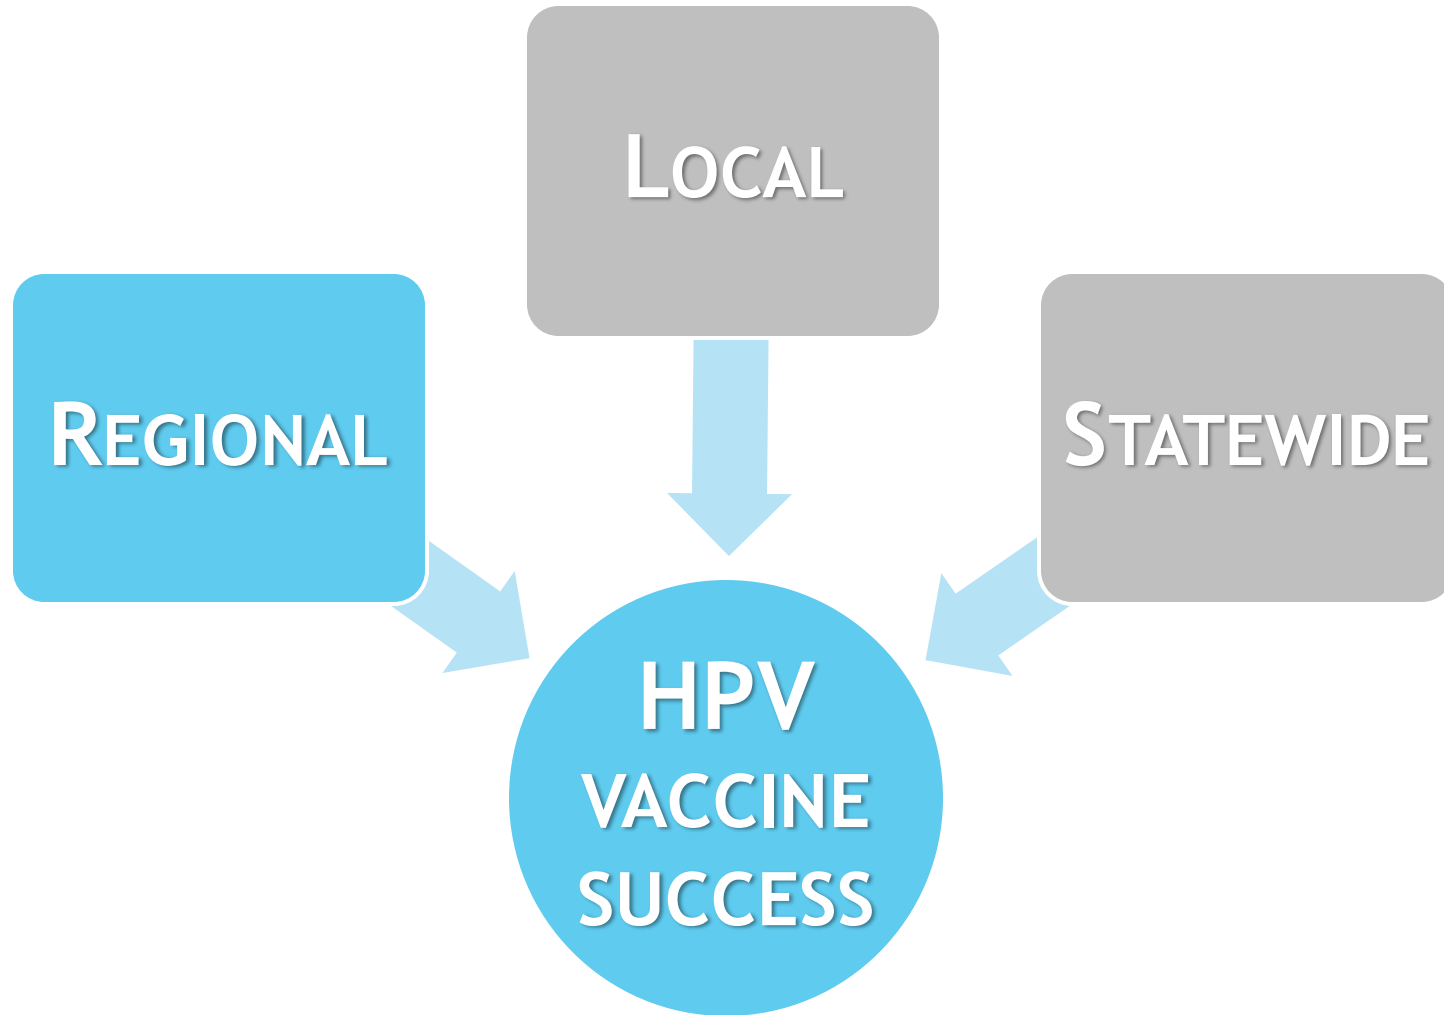 LOCAL
REGIONAL
STATEWIDE
HPV
VACCINE
SUCCESS